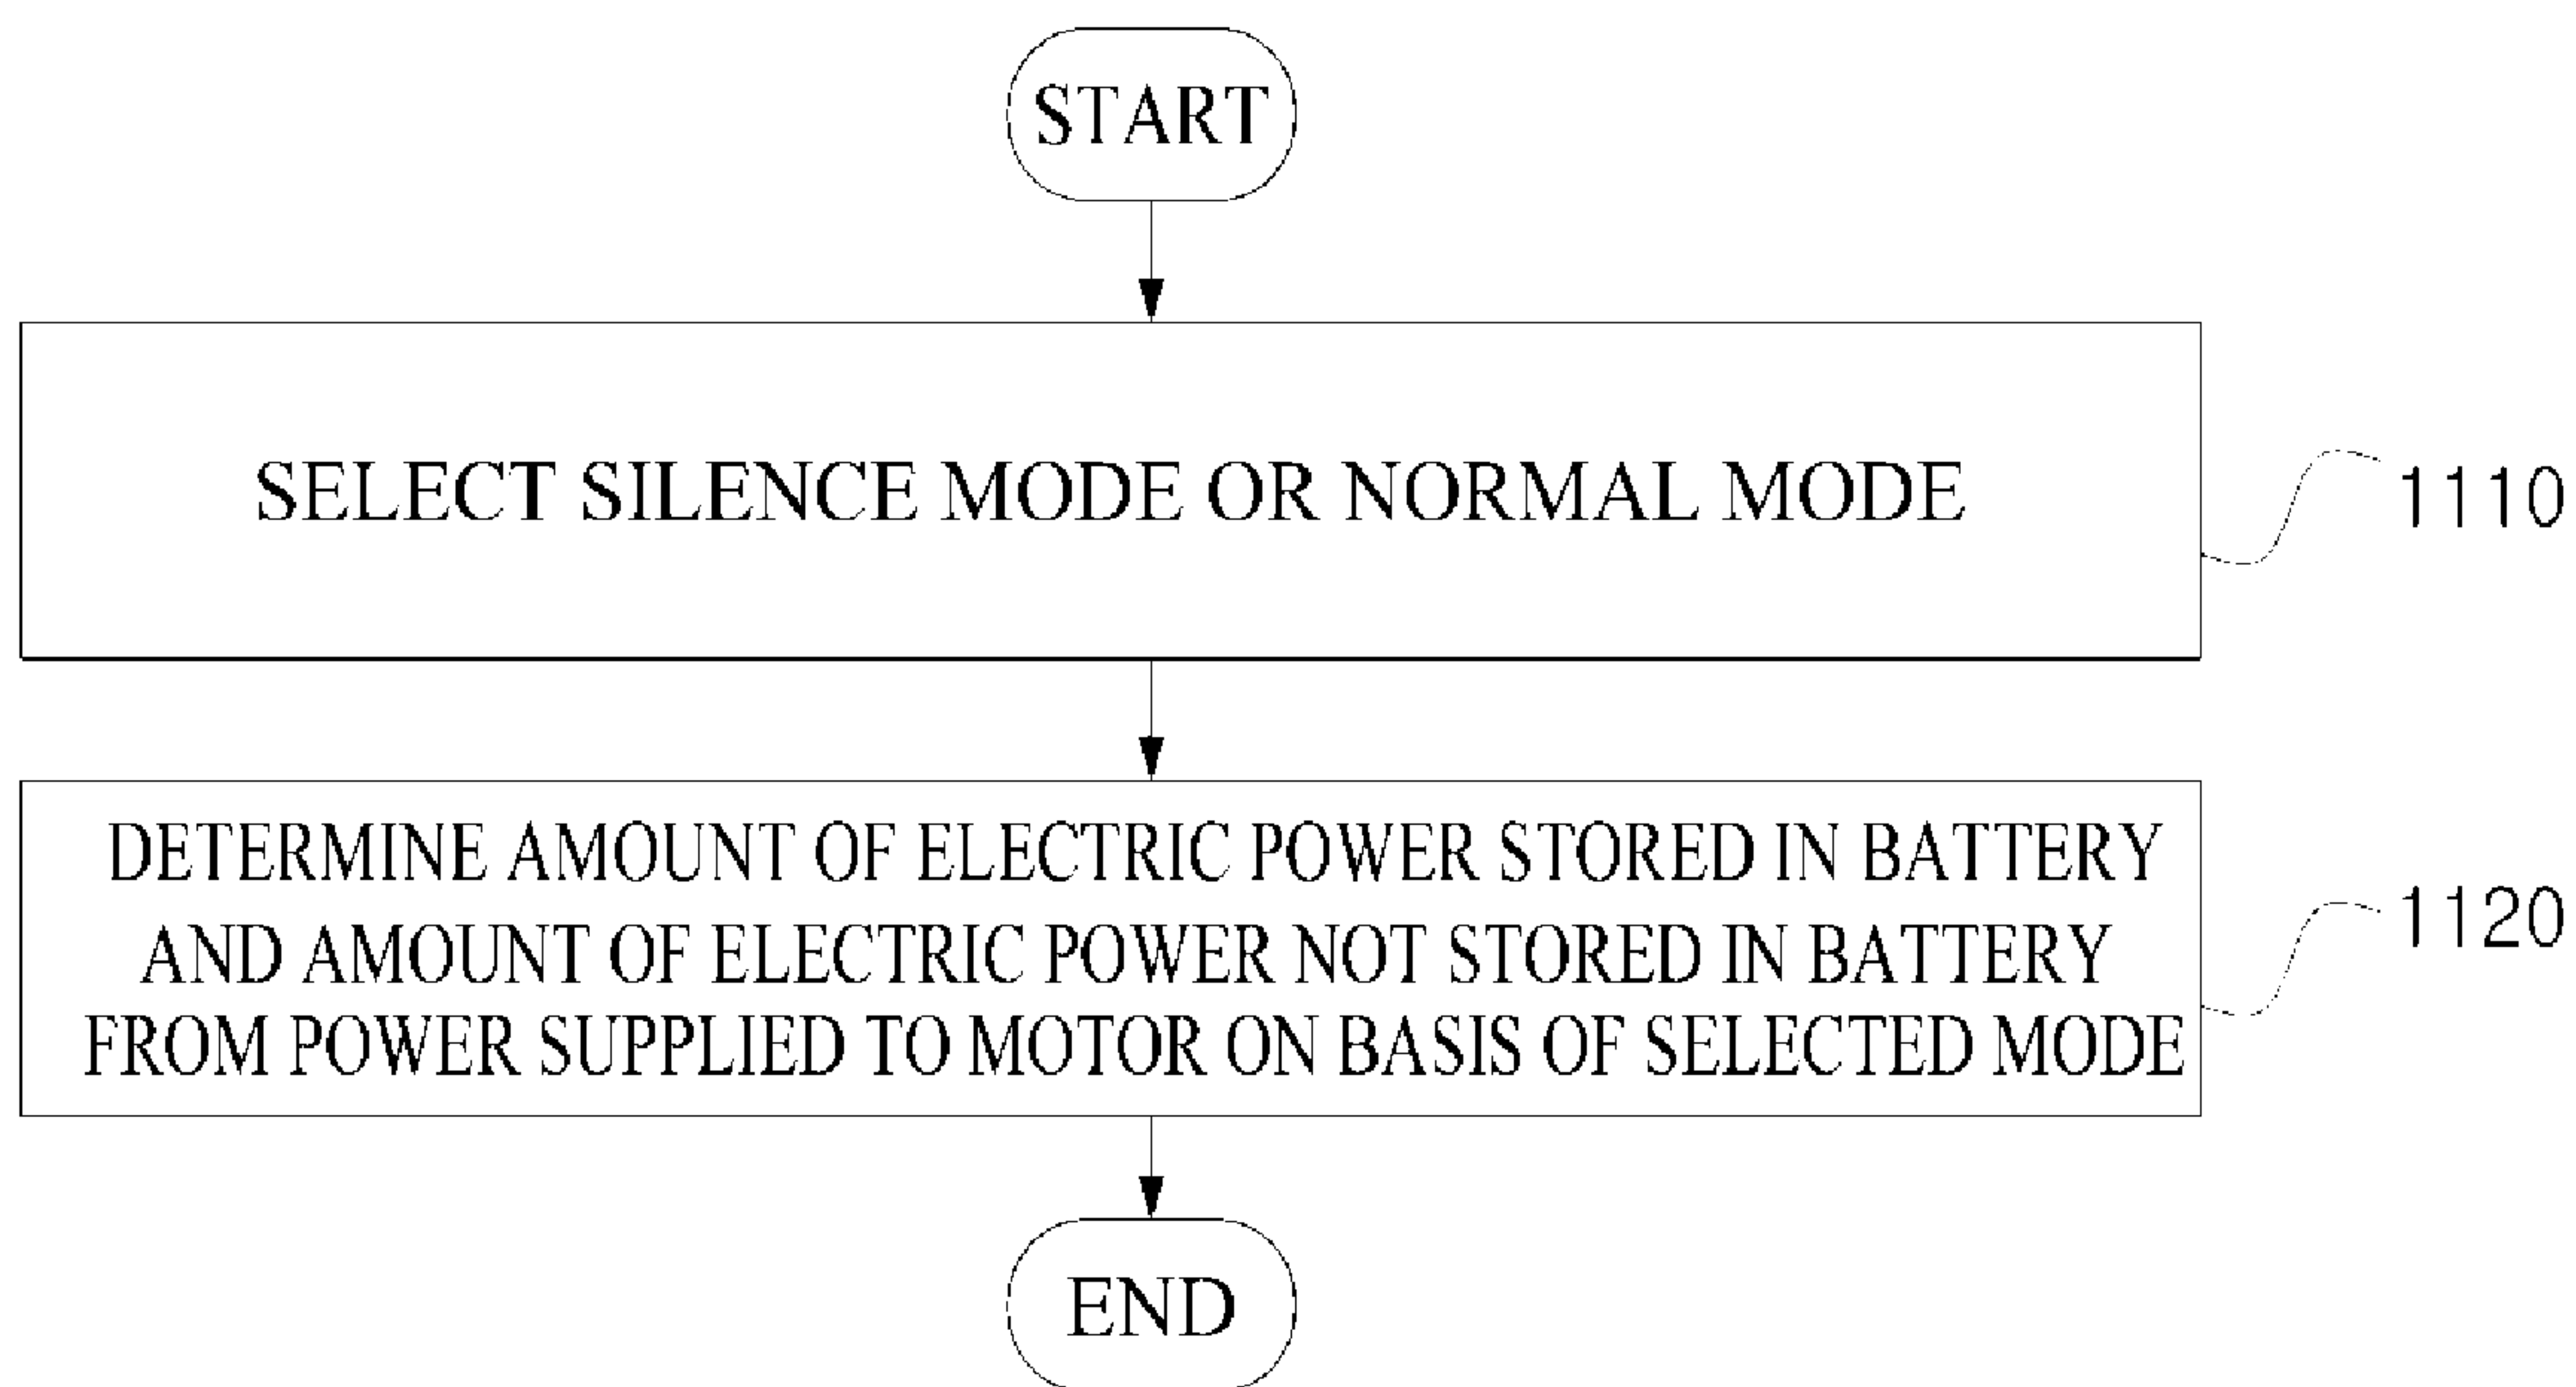 START
SELECT SILENCE MODE OR NORMAL MODE
1110
DETERMINE AMOUNT OF ELECTRIC POWER STORED IN BATTERY
AND AMOUNT OF ELECTRIC POWER NOT STORED IN BATTERY
FROM POWER SUPPLIED TO MOTOR ON BASIS OF SELECTED MODE
1120
END